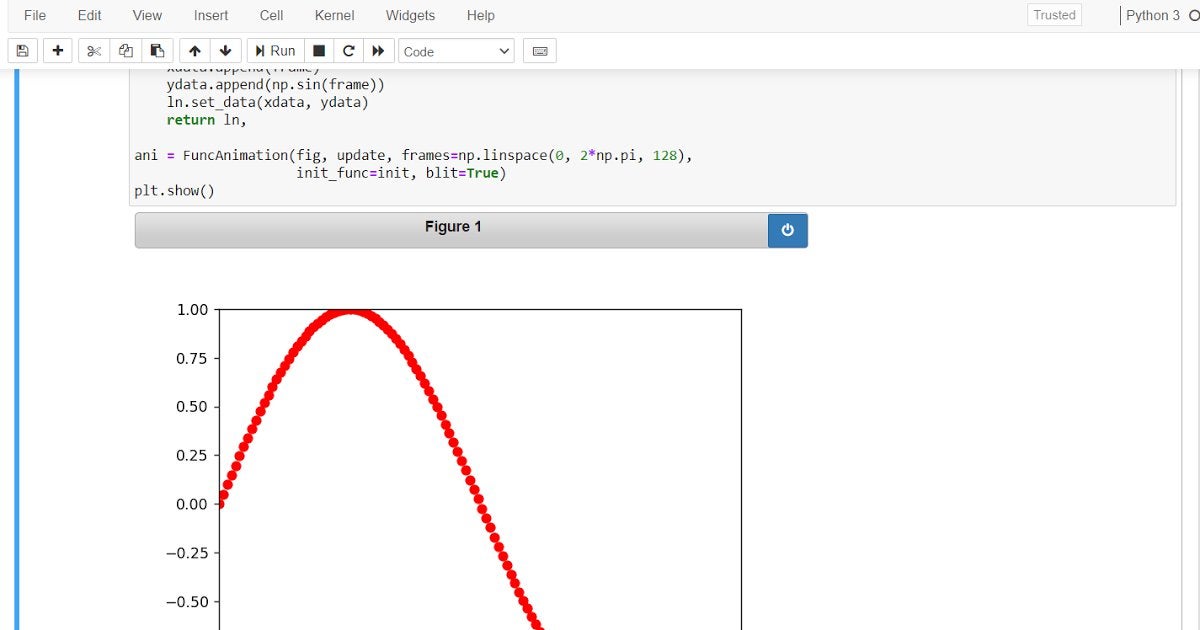 File Edit View Insert Cell Kernel Widgets Help Trusted Python 3
Run Code
ydata.append(np.sin(frame))
ln.set_data(xdata, ydata)
return ln,
ani = FuncAnimation(fig, update, frames=np.linspace(0, 2*np.pi, 128),
init_func=init, blit=True)
plt.show()
Figure 1
1.00
0.75
0.50
0.25
0.00
−0.25
−0.50